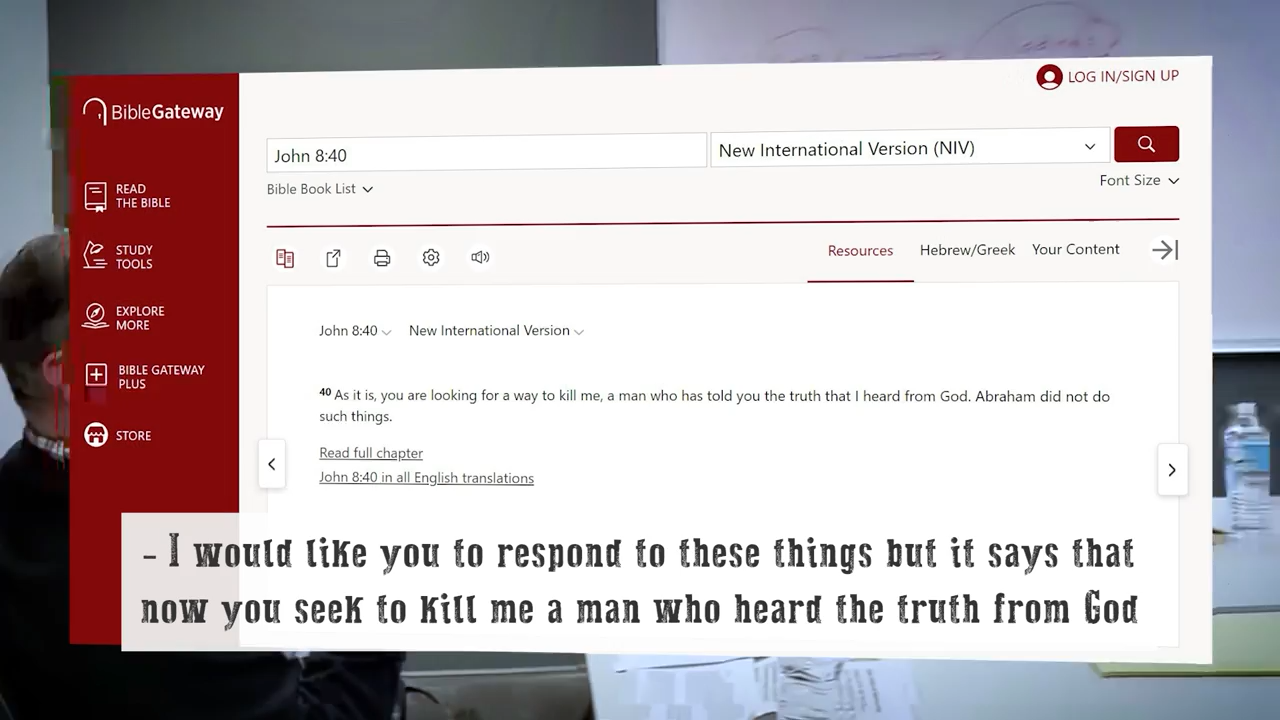 LOG IN/SIGN UP
BibleGateway
John 8:40
New International Version (NIV)
Bible Book List
Font Size
READ
THE BIBLE
STUDY
TOOLS
EXPLORE
MORE
BIBLE GATEWAY
PLUS
STORE
Resources
Hebrew/Greek
Your Content
John 8:40
New International Version
40 As it is, you are looking for a way to kill me, a man who has told you the truth that I heard from God. Abraham did not do
such things.
Read full chapter
John 8:40 in all English translations
- I would like you to respond to these things but it says that
now you seek to kill me a man who heard the truth from God